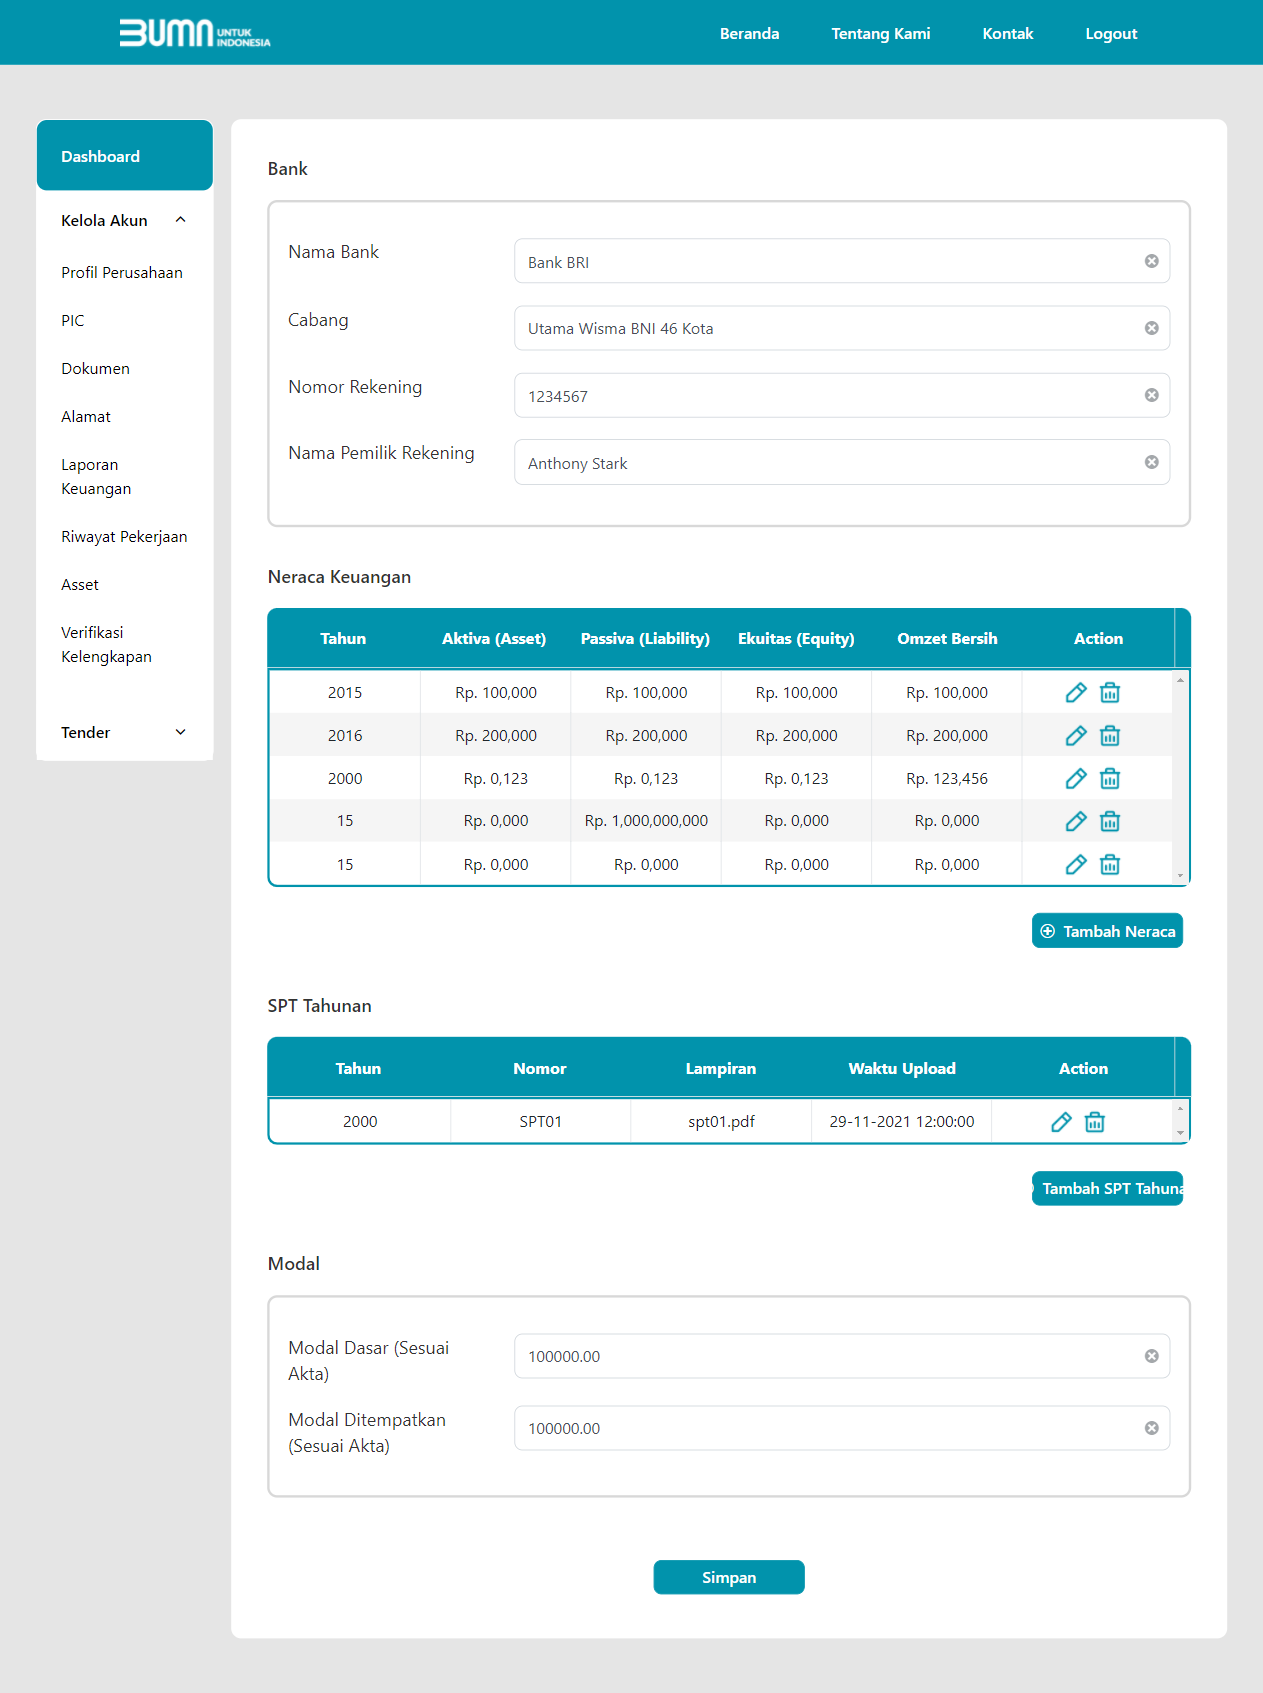 BUMN UNTUK INDONESIA
Beranda Tentang Kami Kontak Logout
Dashboard
Kelola Akun
Profil Perusahaan
PIC
Dokumen
Alamat
Laporan
Keuangan
Riwayat Pekerjaan
Asset
Verifikasi
Kelengkapan
Tender
Bank
Nama Bank Bank BRI
Cabang Utama Wisma BNI 46 Kota
Nomor Rekening 1234567
Nama Pemilik Rekening Anthony Stark
Neraca Keuangan
Tahun Aktiva (Asset) Passiva (Liability) Ekuitas (Equity) Omzet Bersih Action
2015 Rp. 100,000 Rp. 100,000 Rp. 100,000 Rp. 100,000
2016 Rp. 200,000 Rp. 200,000 Rp. 200,000 Rp. 200,000
2000 Rp. 0,123 Rp. 0,123 Rp. 0,123 Rp. 123,456
15 Rp. 0,000 Rp. 1,000,000,000 Rp. 0,000 Rp. 0,000
15 Rp. 0,000 Rp. 0,000 Rp. 0,000 Rp. 0,000
Tambah Neraca
SPT Tahunan
Tahun Nomor Lampiran Waktu Upload Action
2000 SPT01 spt01.pdf 29-11-2021 12:00:00
Tambah SPT Tahuna
Modal
Modal Dasar (Sesuai
Akta)
100000.00
Modal Ditempatkan
(Sesuai Akta)
100000.00
Simpan